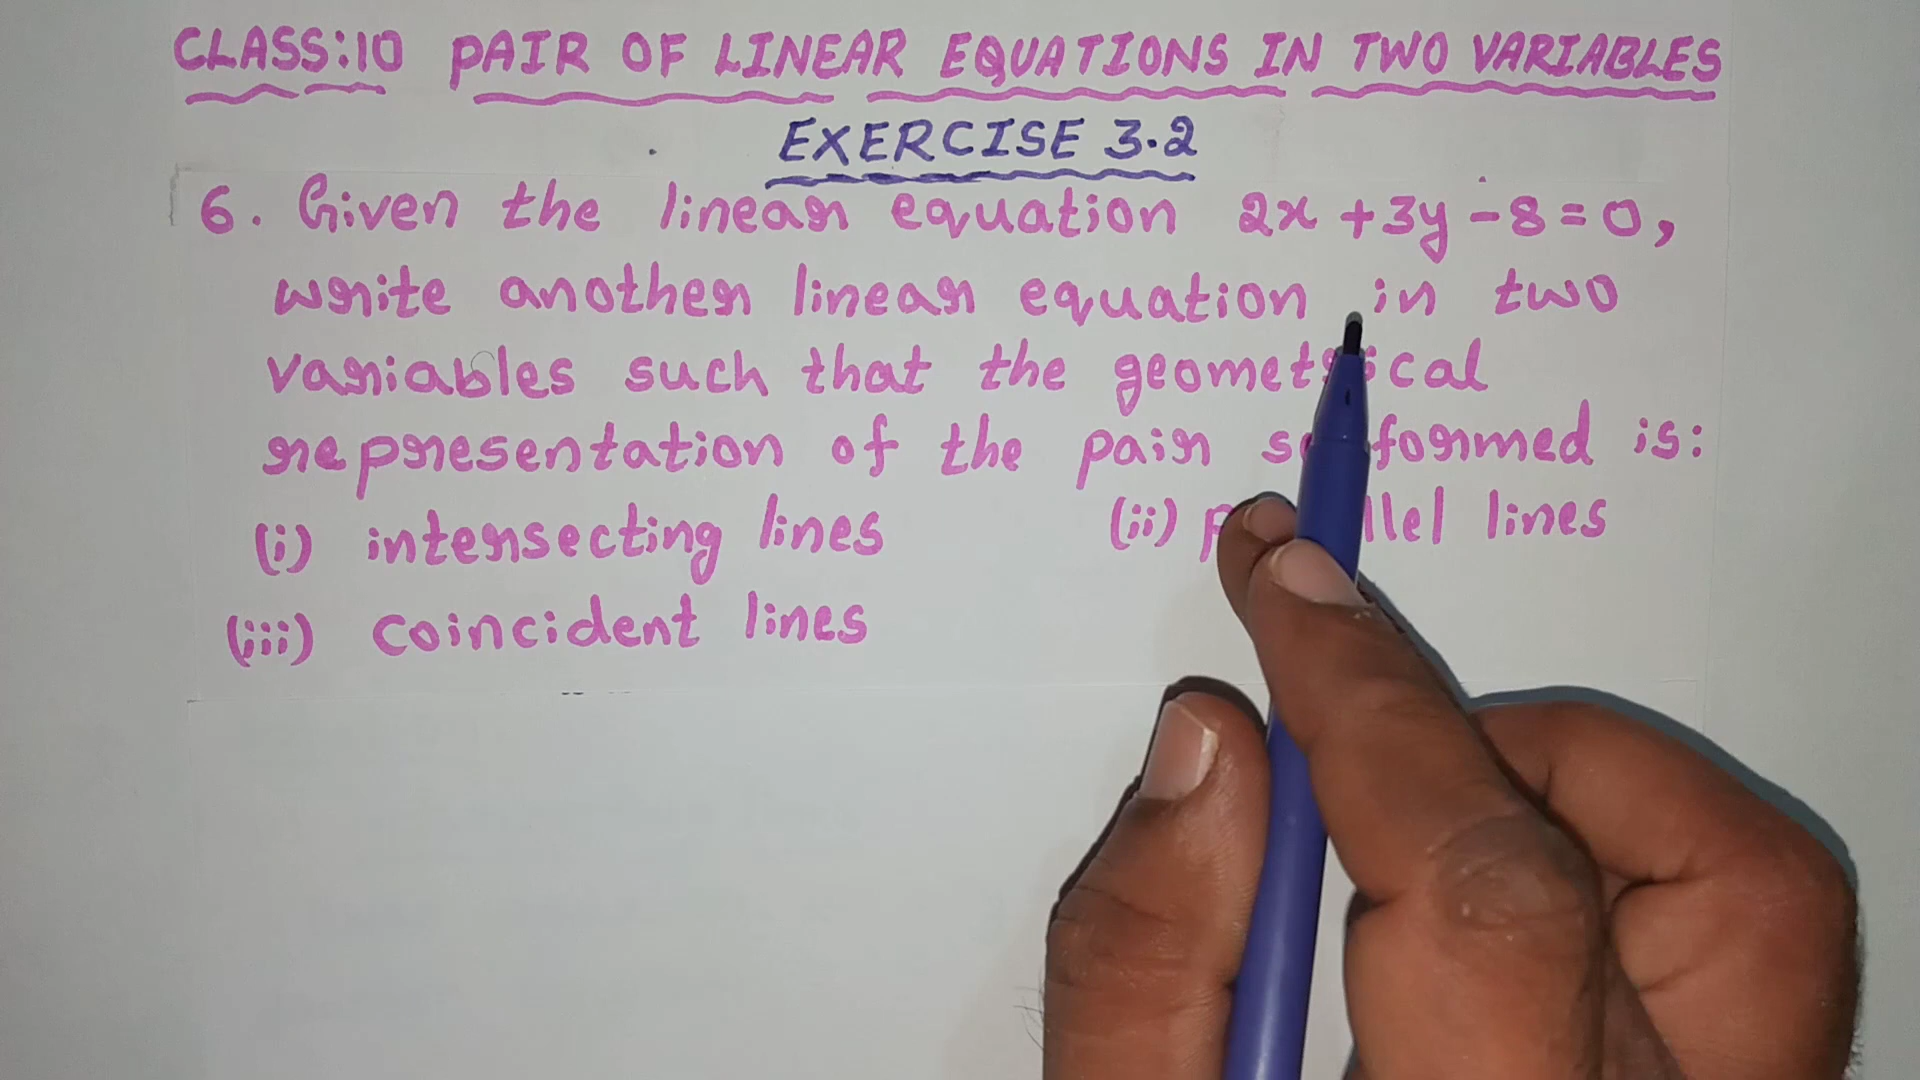 CLASS:10 PAIR OF LINEAR EQUATIONS IN TWO VARIABLES
EXERCISE 3.2
6. Given the linear equation 2x+3y-8=0,
write another linear equation in two
variables such that the geometrical
representation of the pair so formed is:
(i) intersecting lines (ii) parallel lines
(iii) coincident lines